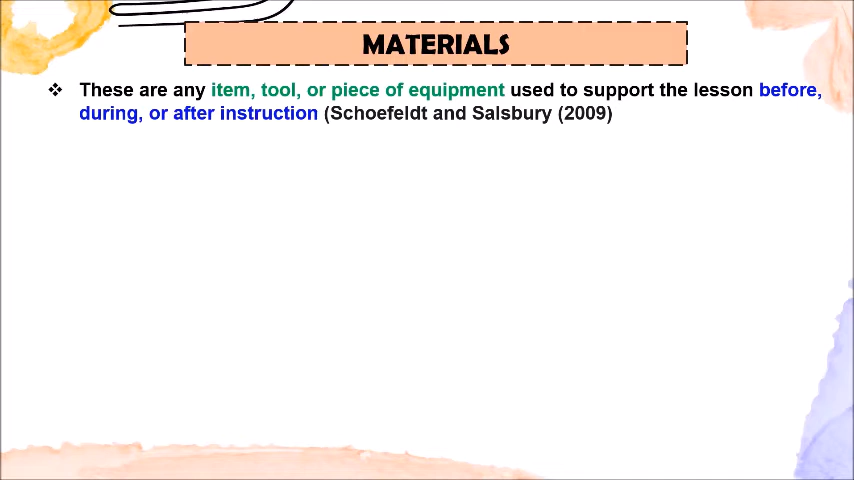 MATERIALS
❖ These are any item, tool, or piece of equipment used to support the lesson before,
during, or after instruction (Schoefeldt and Salsbury (2009)